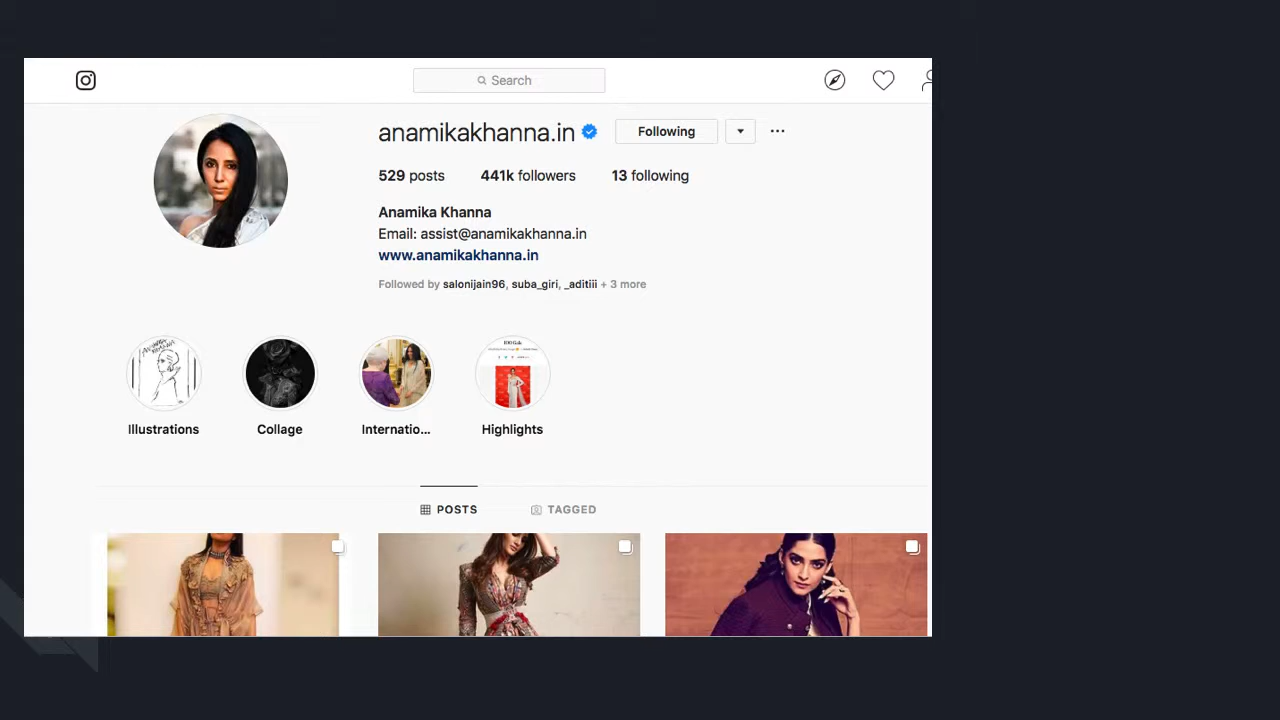 Search
anamikakhanna.in Following
529 posts 441k followers 13 following
Anamika Khanna
Email: assist@anamikakhanna.in
www.anamikakhanna.in
Followed by salonijain96, suba_giri, _aditiii + 3 more
Illustrations Collage Internatio... Highlights
POSTS TAGGED